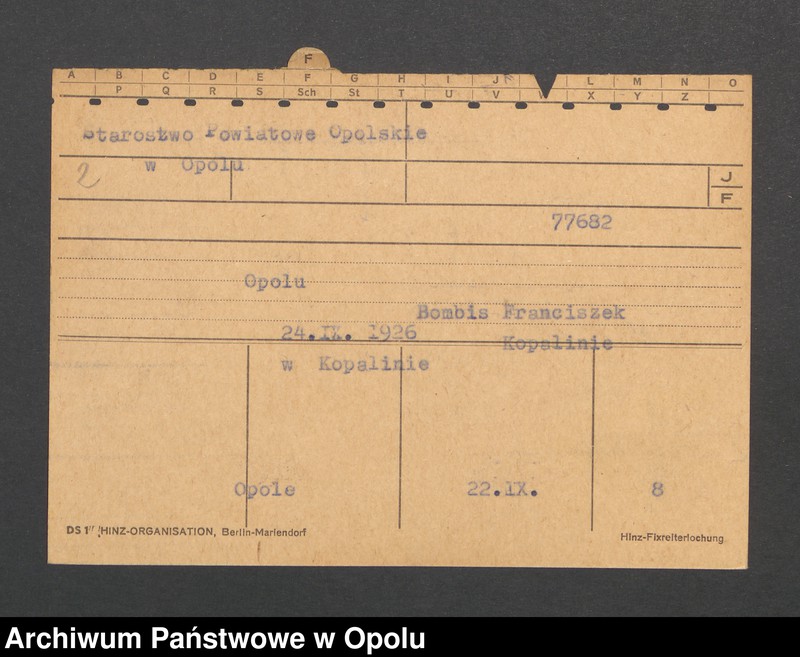 F
A B C D E F G H I J L M N O
P Q R S Sch St T U V X Y Z
Starostwo Powiatowe Opolskie
2 w Opolu
J
F
77682
Opolu
Bombis Franciszek
24.IX. 1926
Kopalinie
w Kopalinie
Opole 22.IX. 8
DS 1 HINZ-ORGANISATION, Berlin-Mariendorf Hinz-Fixreiterlochung
Archiwum Państwowe w Opolu